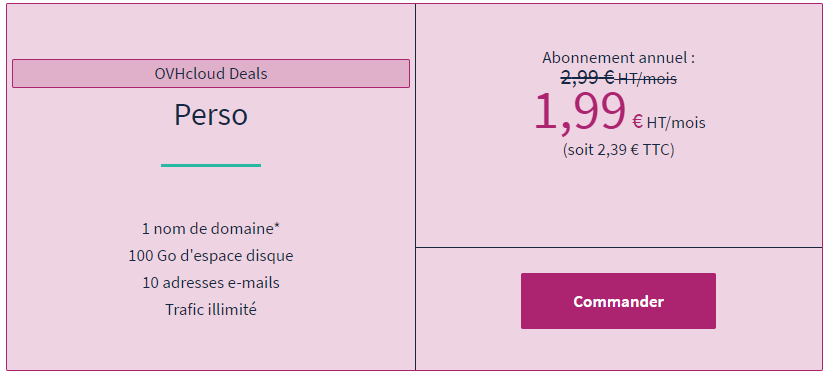 OVHcloud Deals
Perso
1 nom de domaine*
100 Go d'espace disque
10 adresses e-mails
Trafic illimité
Abonnement annuel :
2,99 € HT/mois
1,99 € HT/mois
(soit 2,39 € TTC)
Commander